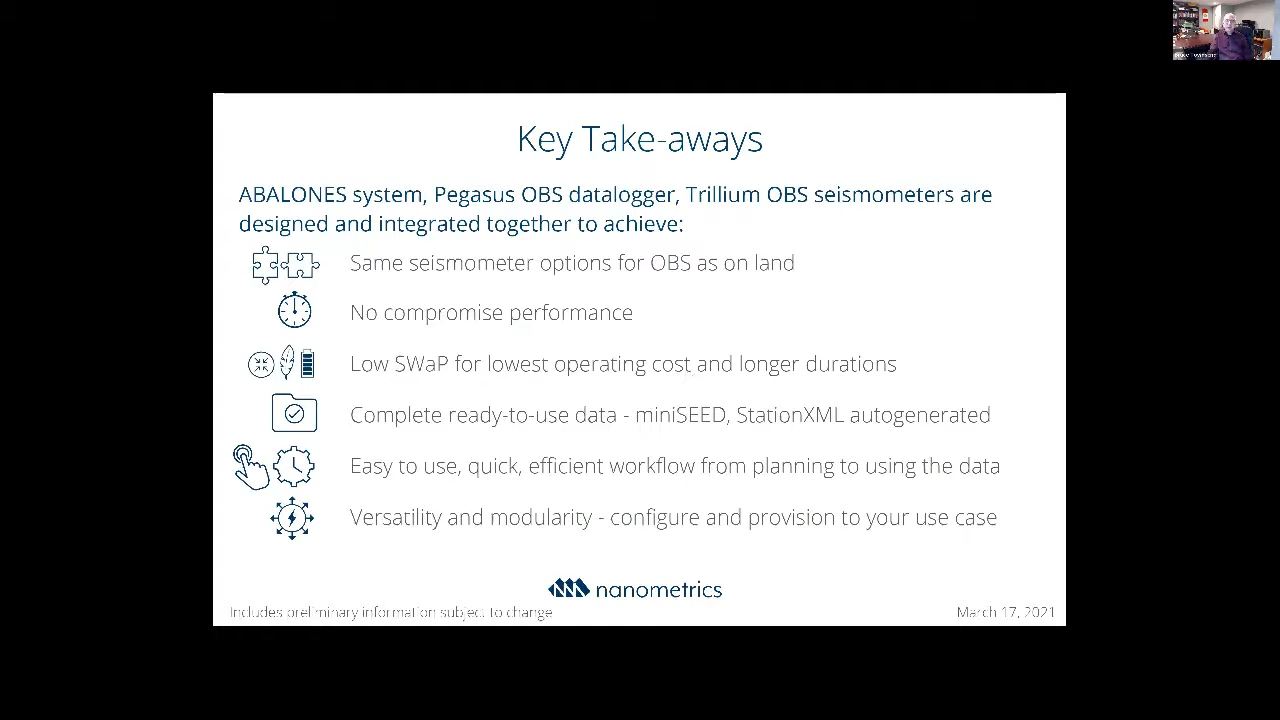 Key Take-aways
ABALONES system, Pegasus OBS datalogger, Trillium OBS seismometers are
designed and integrated together to achieve:
Same seismometer options for OBS as on land
No compromise performance
Low SWaP for lowest operating cost and longer durations
Complete ready-to-use data - miniSEED, StationXML autogenerated
Easy to use, quick, efficient workflow from planning to using the data
Versatility and modularity - configure and provision to your use case
nanometrics
Includes preliminary information subject to change
March 17, 2021